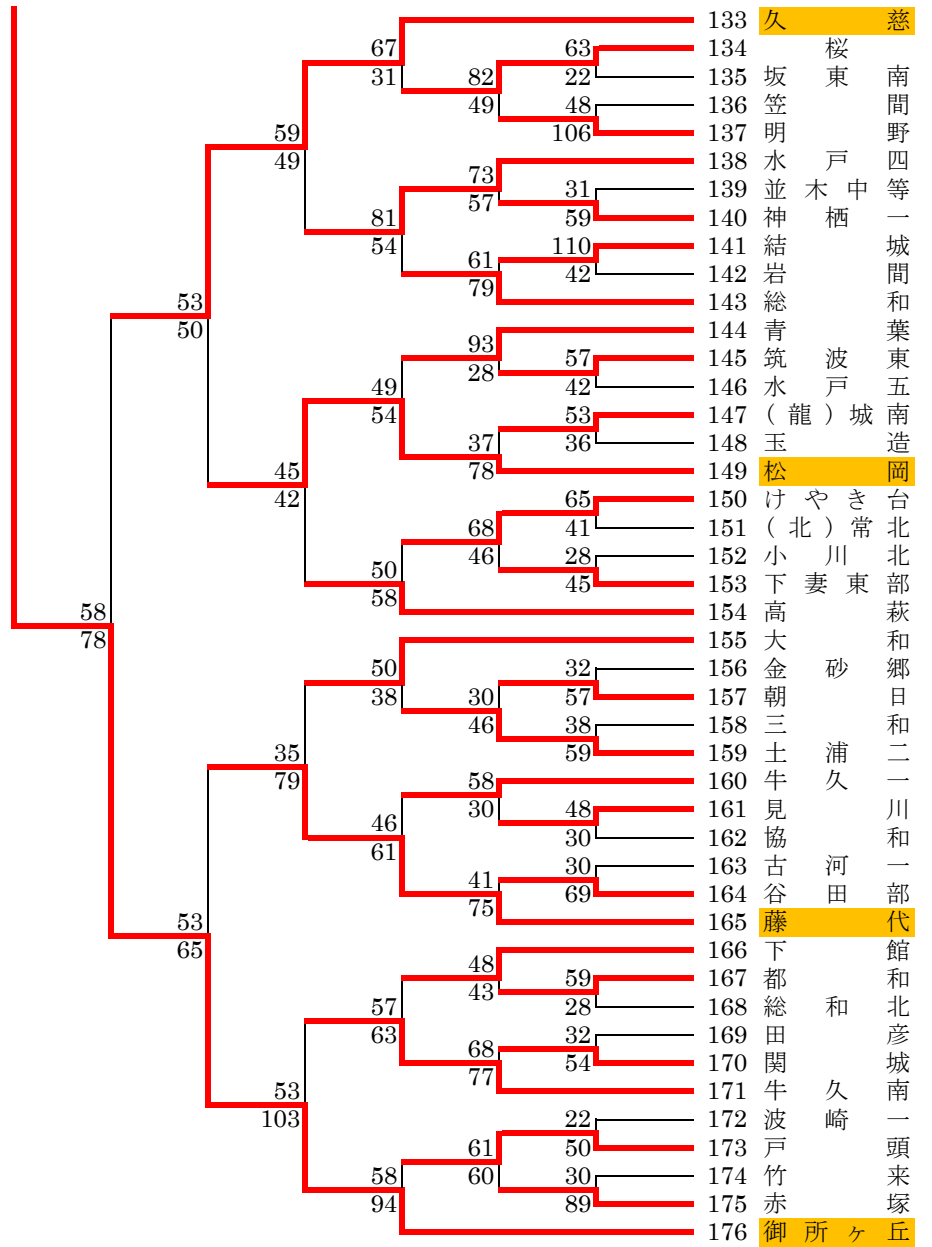 133 久慈
67
63 134 桜
31 82 22 135 坂東南
49 48 136 笠間
59 106 137 明野
49 73 138 水戸四
57 31 139 並木中等
81 59 140 神栖一
54 61 110 141 結城
79 42 142 岩間
53 143 総和
50 93 144 青葉
28 57 145 筑波東
49 42 146 水戸五
54 53 147 (龍)城南
37 36 148 玉造
45 78 149 松岡
42 65 150 けやき台
68 41 151 (北)常北
46 28 152 小川北
50 45 153 下妻東部
58 58 154 高萩
78 155 大和
50 32 156 金砂郷
38 30 57 157 朝日
46 38 158 三和
35 59 159 土浦二
79 58 160 牛久一
30 48 161 見川
46 30 162 協和
61 41 30 163 古河一
75 69 164 谷田部
53 165 藤代
65 48 166 下館
43 59 167 都和
57 28 168 総和北
63 68 32 169 田彦
77 54 170 関城
53 171 牛久南
103 22 172 波崎一
61 50 173 戸頭
58 60 30 174 竹来
94 89 175 赤塚
176 御所ヶ丘